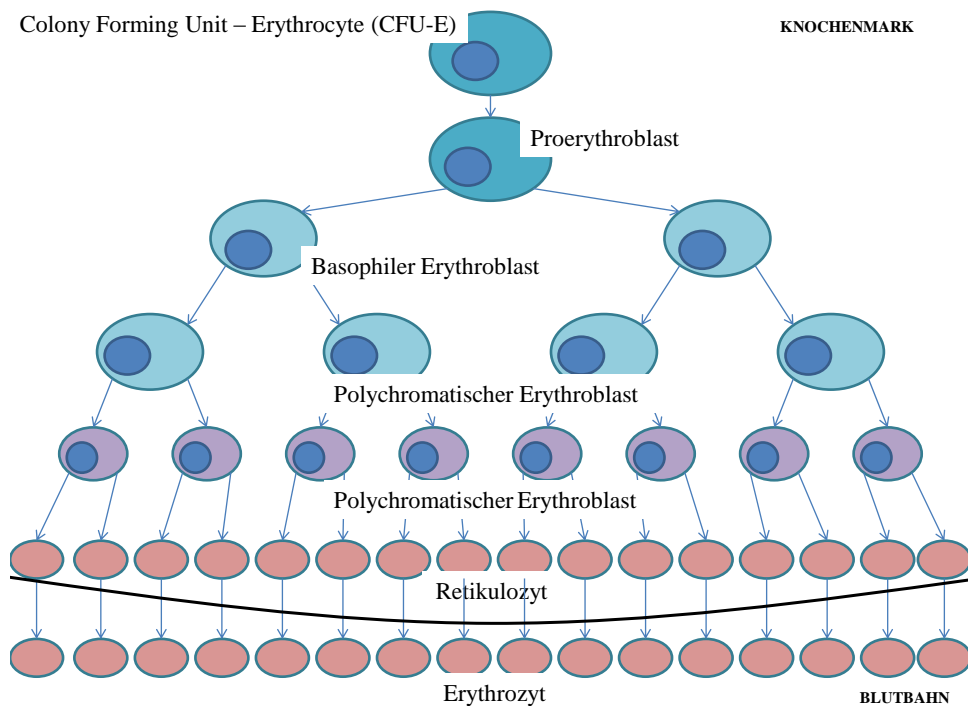 Colony Forming Unit – Erythrocyte (CFU-E)
KNOCHENMARK
Proerythroblast
Basophiler Erythroblast
Polychromatischer Erythroblast
Polychromatischer Erythroblast
Retikulozyt
Erythrozyt
BLUTBAHN